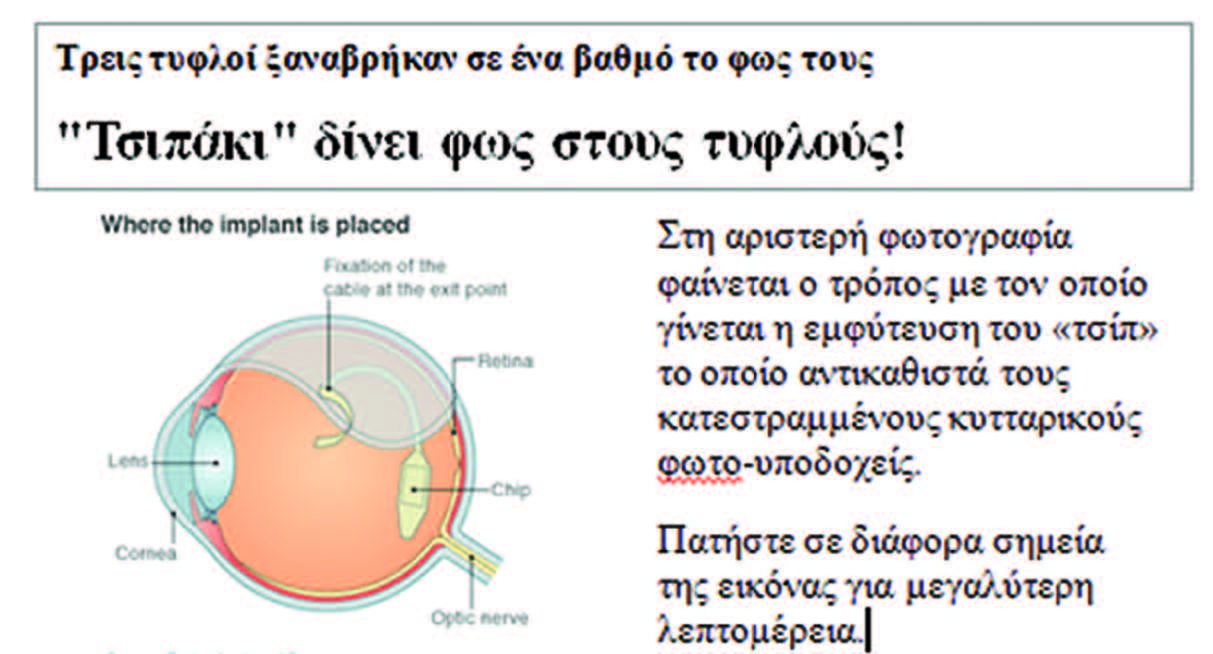 Τρεις τυφλοί ξαναβρήκαν σε ένα βαθμό το φως τους
"Τσιπάκι" δίνει φως στους τυφλούς!
Where the implant is placed
Fixation of the
cable at the exit point
Retina
Lens
Chip
Cornea
Optic nerve
Στη αριστερή φωτογραφία
φαίνεται ο τρόπος με τον οποίο
γίνεται η εμφύτευση του «τσίπ»
το οποίο αντικαθιστά τους
κατεστραμμένους κυτταρικούς
φωτο-υποδοχείς.
Πατήστε σε διάφορα σημεία
της εικόνας για μεγαλύτερη
λεπτομέρεια.